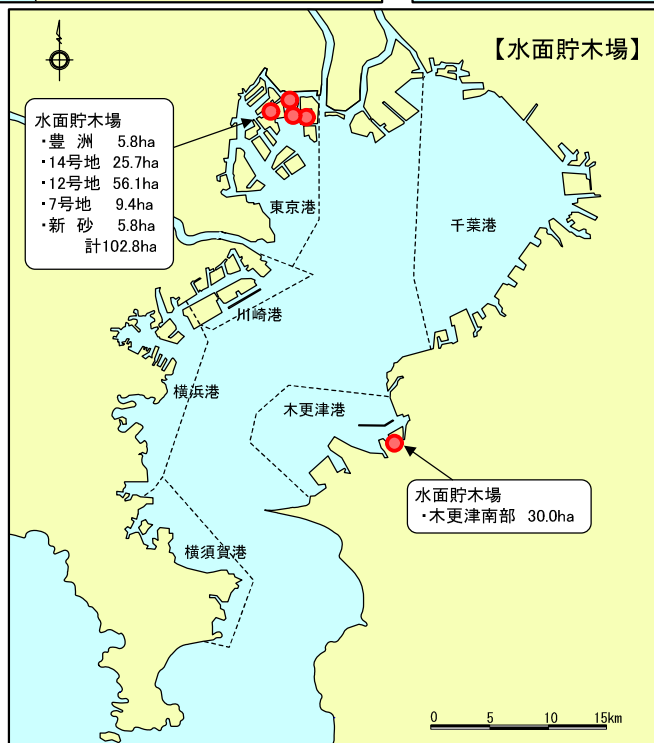 【水面貯木場】
水面貯木場
・豊 洲 5.8ha
・14号地 25.7ha
・12号地 56.1ha
・7号地 9.4ha
・新 砂 5.8ha
計102.8ha
東京港
千葉港
川崎港
横浜港
木更津港
水面貯木場
・木更津南部 30.0ha
横須賀港
0 5 10 15km